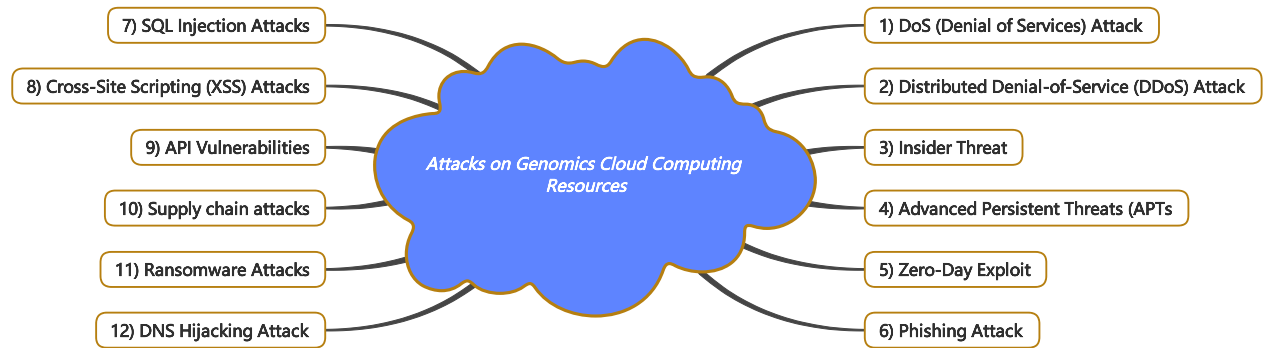 7) SQL Injection Attacks
8) Cross-Site Scripting (XSS) Attacks
9) API Vulnerabilities
10) Supply chain attacks
11) Ransomware Attacks
12) DNS Hijacking Attack
Attacks on Genomics Cloud Computing
Resources
1) DoS (Denial of Services) Attack
2) Distributed Denial-of-Service (DDoS) Attack
3) Insider Threat
4) Advanced Persistent Threats (APTs
5) Zero-Day Exploit
6) Phishing Attack